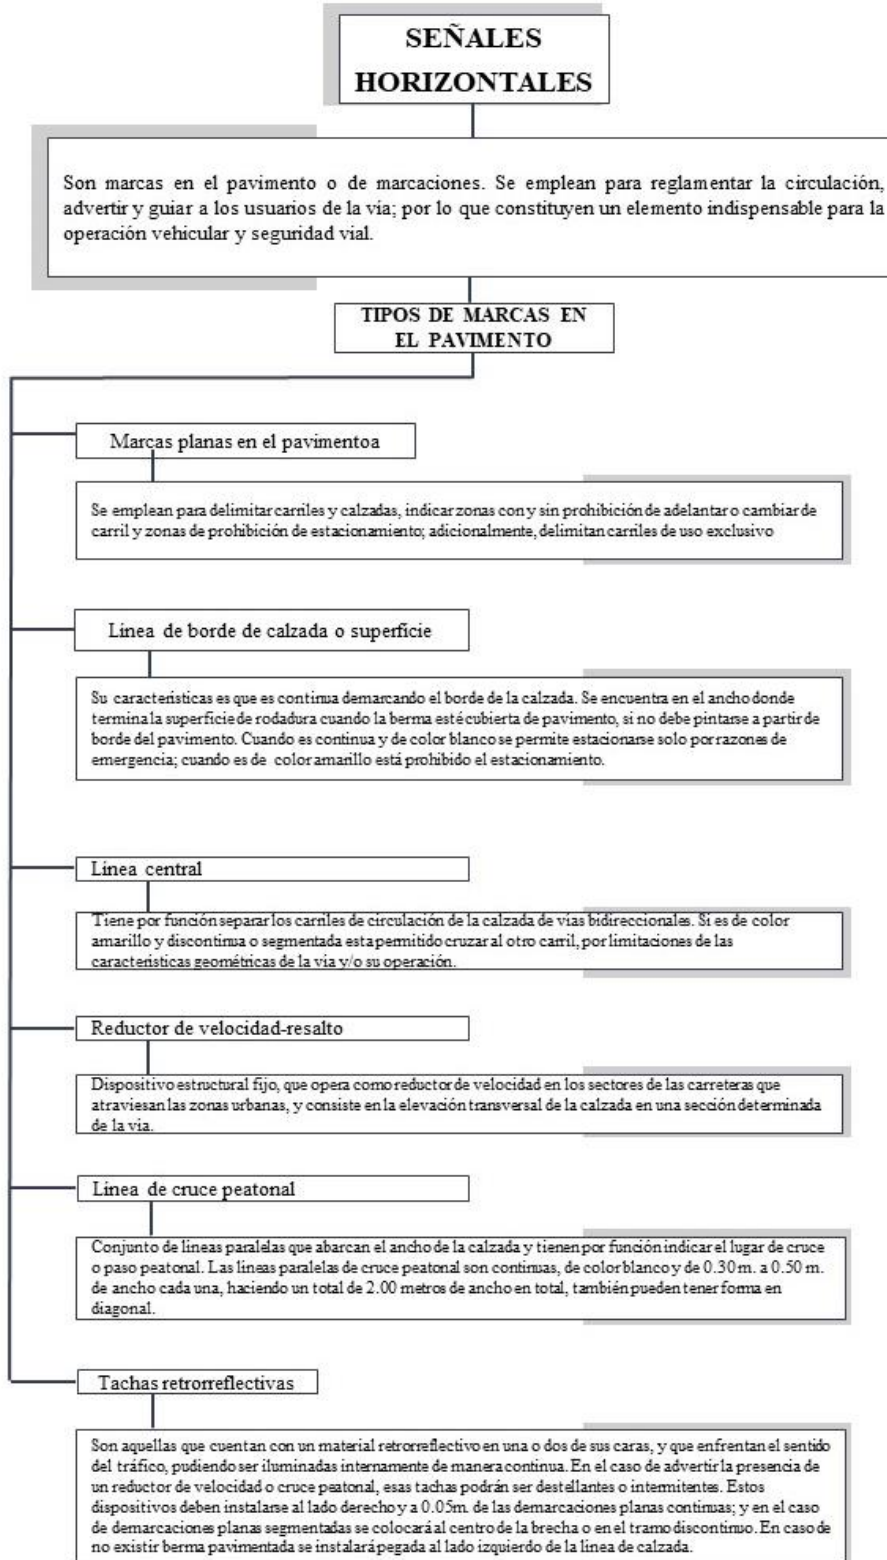 SEÑALES
HORIZONTALES
Son marcas en el pavimento o de marcaciones. Se emplean para reglamentar la circulación,
advertir y guiar a los usuarios de la vía; por lo que constituyen un elemento indispensable para la
operación vehicular y seguridad vial.
TIPOS DE MARCAS EN
EL PAVIMENTO
Marcas planas en el pavimentoa
Se emplean para delimitar carriles y calzadas, indicar zonas con y sin prohibición de adelantar o cambiar de
carril y zonas de prohibición de estacionamiento; adicionalmente, delimitan carriles de uso exclusivo
Línea de borde de calzada o superfície
Su características es que es continua demarcando el borde de la calzada. Se encuentra en el ancho donde
termina la superficie de rodadura cuando la berma esté cubierta de pavimento, si no debe pintarse a partir de
borde del pavimento. Cuando es continua y de color blanco se permite estacionarse solo por razones de
emergencia; cuando es de color amarillo está prohibido el estacionamiento.
Línea central
Tiene por función separar los carriles de circulación de la calzada de vías bidireccionales. Si es de color
amarillo y discontinua o segmentada esta permitido cruzar al otro carril, por limitaciones de las
características geométricas de la vía y/o su operación.
Reductor de velocidad-resalto
Dispositivo estructural fijo, que opera como reductor de velocidad en los sectores de las carreteras que
atraviesan las zonas urbanas, y consiste en la elevación transversal de la calzada en una sección determinada
de la vía.
Línea de cruce peatonal
Conjunto de líneas paralelas que abarcan el ancho de la calzada y tienen por función indicar el lugar de cruce
o paso peatonal. Las líneas paralelas de cruce peatonal son continuas, de color blanco y de 0.30 m. a 0.50 m.
de ancho cada una, haciendo un total de 2.00 metros de ancho en total, también pueden tener forma en
diagonal.
Tachas retrorreflectivas
Son aquellas que cuentan con un material retrorreflectivo en una o dos de sus caras, y que enfrentan el sentido
del tráfico, pudiendo ser iluminadas internamente de manera continua. En el caso de advertir la presencia de
un reductor de velocidad o cruce peatonal, esas tachas podrán ser destellantes o intermitentes. Estos
dispositivos deben instalarse al lado derecho y a 0.05m. de las demarcaciones planas continuas; y en el caso
de demarcaciones planas segmentadas se colocará al centro de la brecha o en el tramo discontinuo. En caso de
no existir berma pavimentada se instalará pegada al lado izquierdo de la línea de calzada.